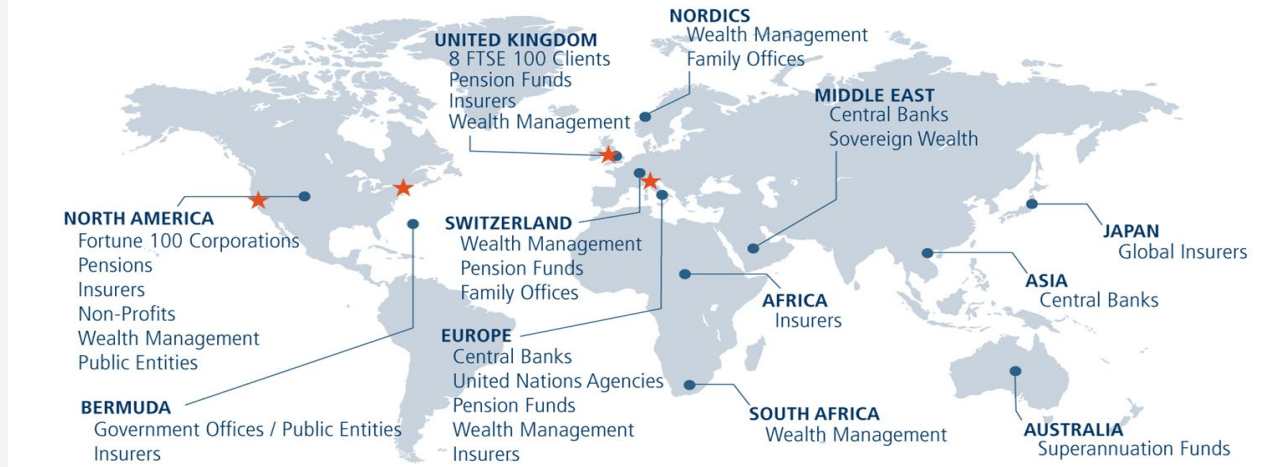 NORDICS
Wealth Management
Family Offices
UNITED KINGDOM
8 FTSE 100 Clients
Pension Funds
Insurers
Wealth Management
MIDDLE EAST
Central Banks
Sovereign Wealth
NORTH AMERICA
Fortune 100 Corporations
Pensions
Insurers
Non-Profits
Wealth Management
Public Entities
SWITZERLAND
Wealth Management
Pension Funds
Family Offices
JAPAN
Global Insurers
ASIA
Central Banks
AFRICA
Insurers
EUROPE
Central Banks
United Nations Agencies
Pension Funds
Wealth Management
Insurers
BERMUDA
Government Offices / Public Entities
Insurers
SOUTH AFRICA
Wealth Management
AUSTRALIA
Superannuation Funds